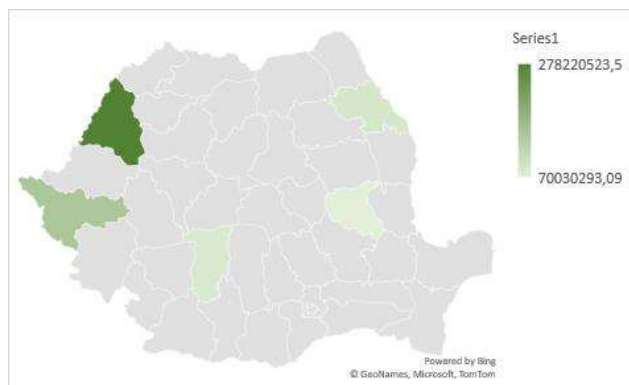 Series1
278220523,5
70030293,09
Powered by Bing
© GeoNames, Microsoft, TomTom